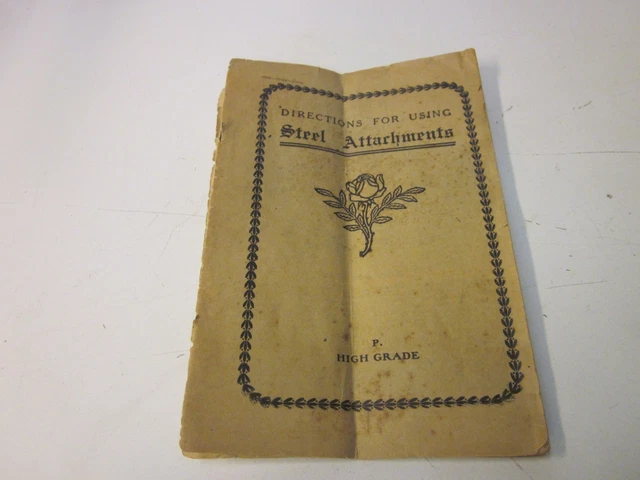 DIRECTIONS FOR USING
Steel Attachments
P.
HIGH GRADE